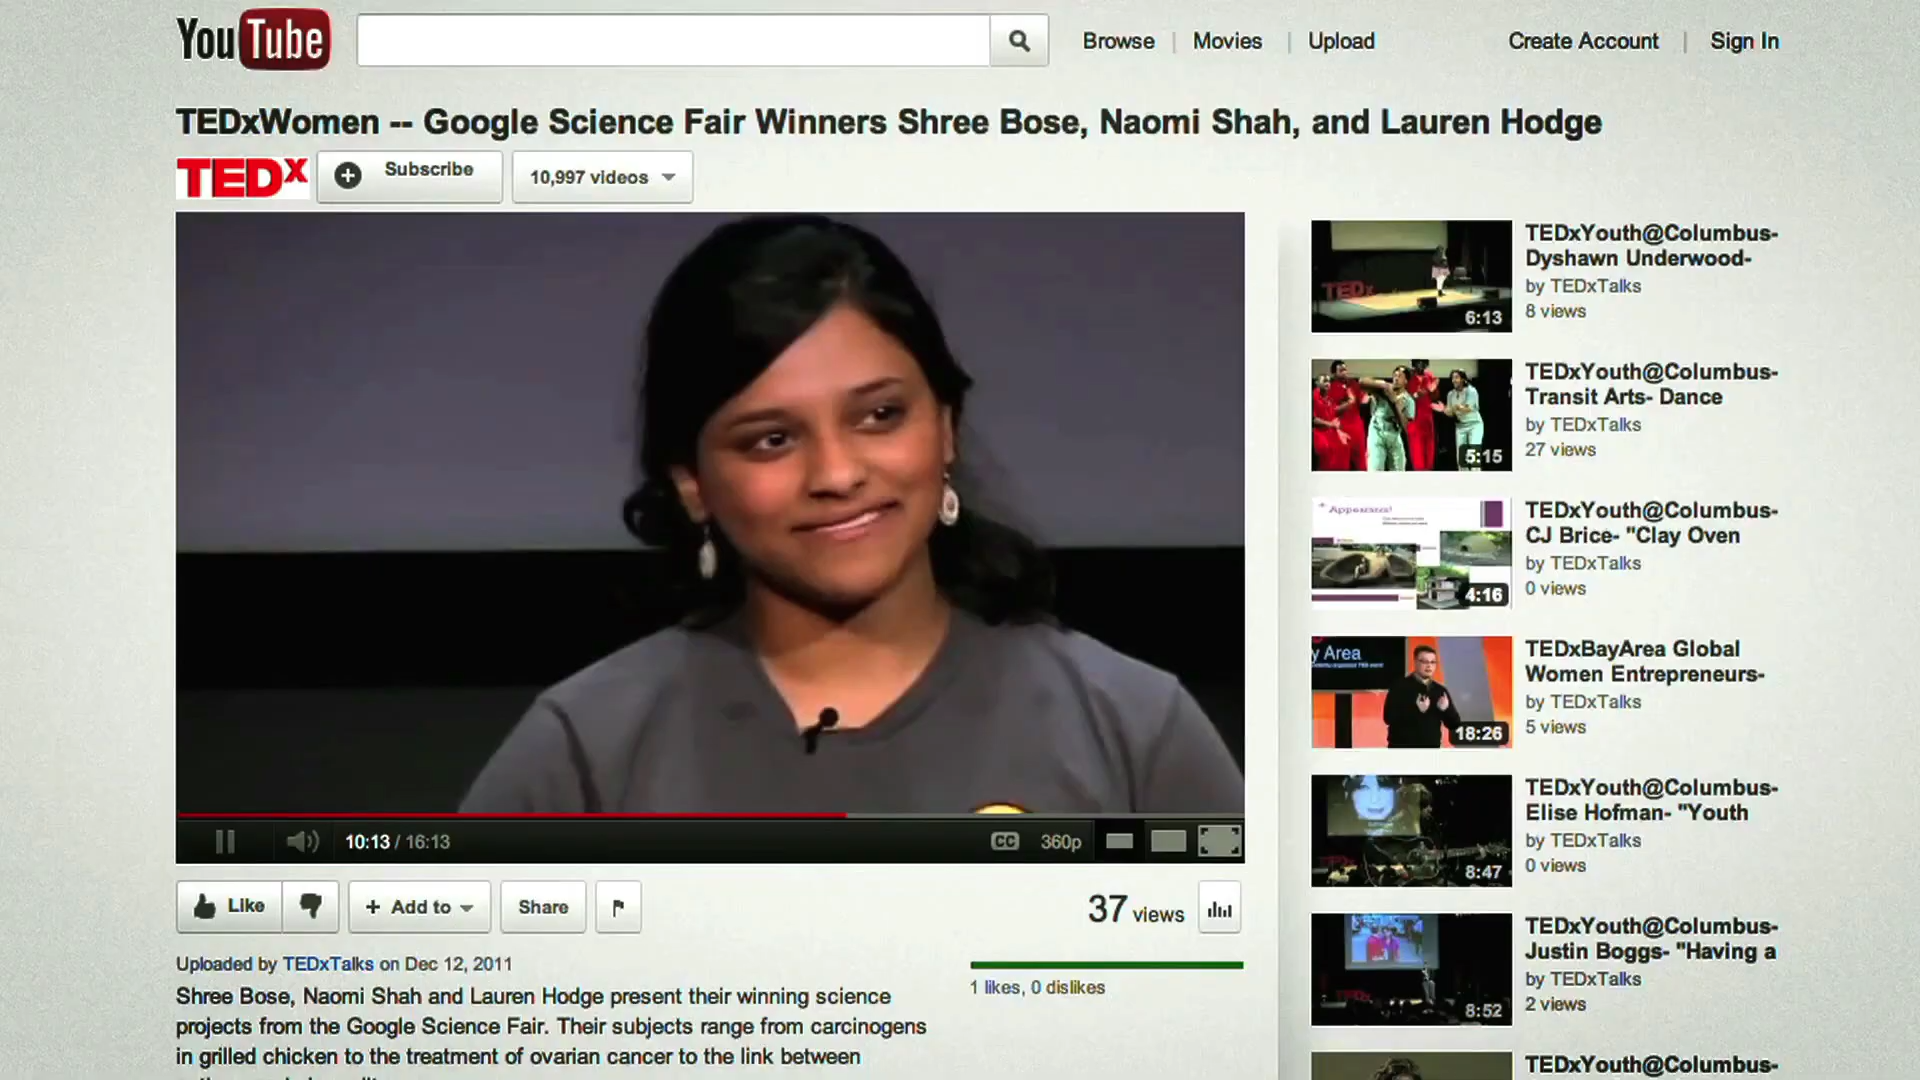 YouTube
Browse | Movies | Upload
Create Account | Sign In
TEDxWomen -- Google Science Fair Winners Shree Bose, Naomi Shah, and Lauren Hodge
TEDx
Subscribe
10,997 videos
10:13 / 16:13
CC
360p
Like
+ Add to
Share
37 views
Uploaded by TEDxTalks on Dec 12, 2011
Shree Bose, Naomi Shah and Lauren Hodge present their winning science
projects from the Google Science Fair. Their subjects range from carcinogens
in grilled chicken to the treatment of ovarian cancer to the link between
1 likes, 0 dislikes
TEDx
6:13
TEDxYouth@Columbus-
Dyshawn Underwood-
by TEDxTalks
8 views
5:15
TEDxYouth@Columbus-
Transit Arts- Dance
by TEDxTalks
27 views
4:16
TEDxYouth@Columbus-
CJ Brice- "Clay Oven
by TEDxTalks
0 views
y Area
18:26
TEDxBayArea Global
Women Entrepreneurs-
by TEDxTalks
5 views
8:47
TEDxYouth@Columbus-
Elise Hofman- "Youth
by TEDxTalks
0 views
8:52
TEDxYouth@Columbus-
Justin Boggs- "Having a
by TEDxTalks
2 views
TEDxYouth@Columbus-